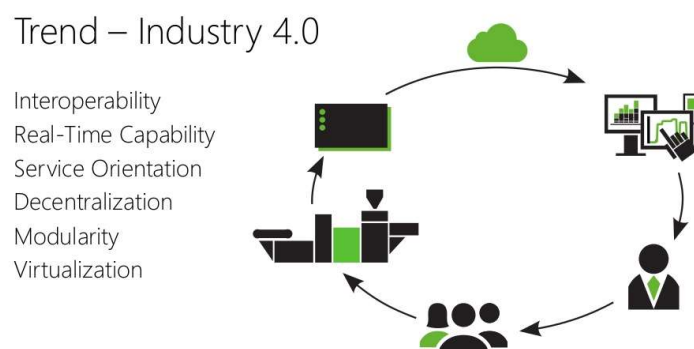 Trend – Industry 4.0
Interoperability
Real-Time Capability
Service Orientation
Decentralization
Modularity
Virtualization